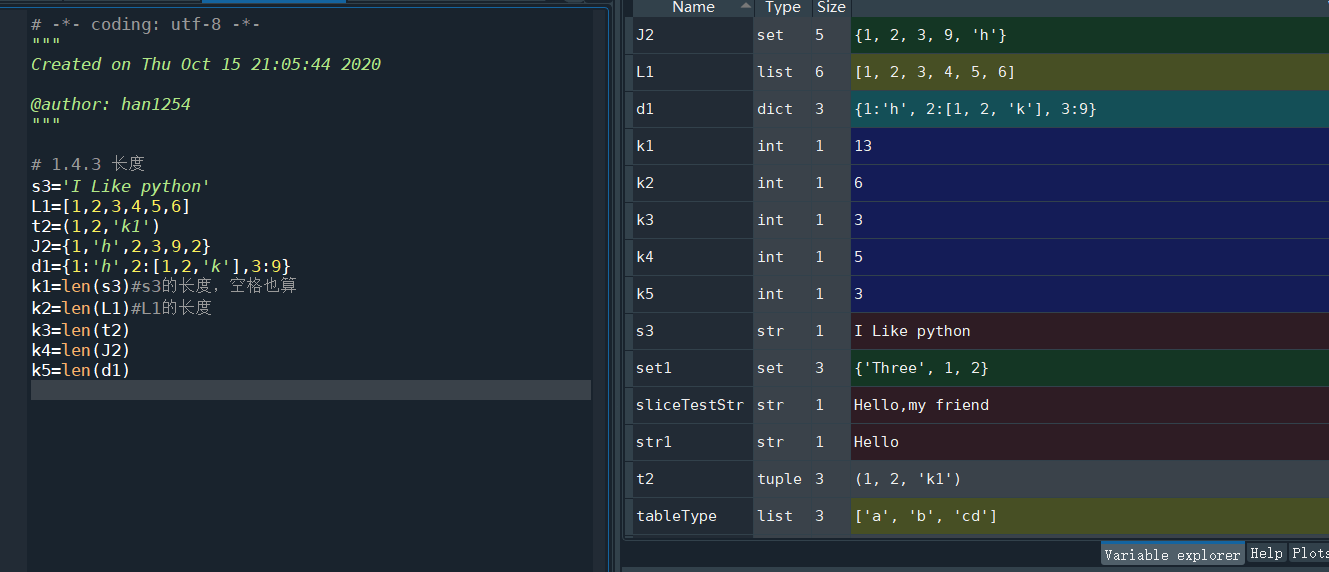 # -*- coding: utf-8 -*-
"""
Created on Thu Oct 15 21:05:44 2020
@author: han1254
"""
# 1.4.3 长度
s3='I Like python'
L1=[1,2,3,4,5,6]
t2=(1,2,'k1')
J2={1,'h',2,3,9,2}
d1={1:'h',2:[1,2,'k'],3:9}
k1=len(s3)#s3的长度，空格也算
k2=len(L1)#L1的长度
k3=len(t2)
k4=len(J2)
k5=len(d1)
Name Type Size
J2 set 5 {1, 2, 3, 9, 'h'}
L1 list 6 [1, 2, 3, 4, 5, 6]
d1 dict 3 {1:'h', 2:[1, 2, 'k'], 3:9}
k1 int 1 13
k2 int 1 6
k3 int 1 3
k4 int 1 5
k5 int 1 3
s3 str 1 I Like python
set1 set 3 {'Three', 1, 2}
sliceTestStr str 1 Hello,my friend
str1 str 1 Hello
t2 tuple 3 (1, 2, 'k1')
tableType list 3 ['a', 'b', 'cd']
Variable explorer Help Plots